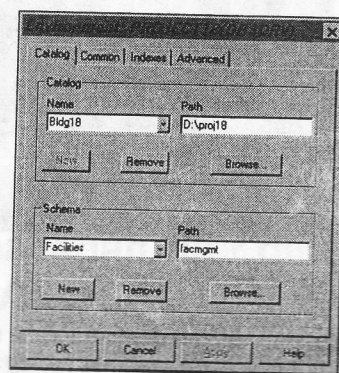 Catalog Common Indexes Advanced
Catalog
Name Path
Bldg18 D:\proj18
New Remove Browse...
Schema
Name Path
Facilities facmgmt
New Remove Browse...
OK Cancel Help